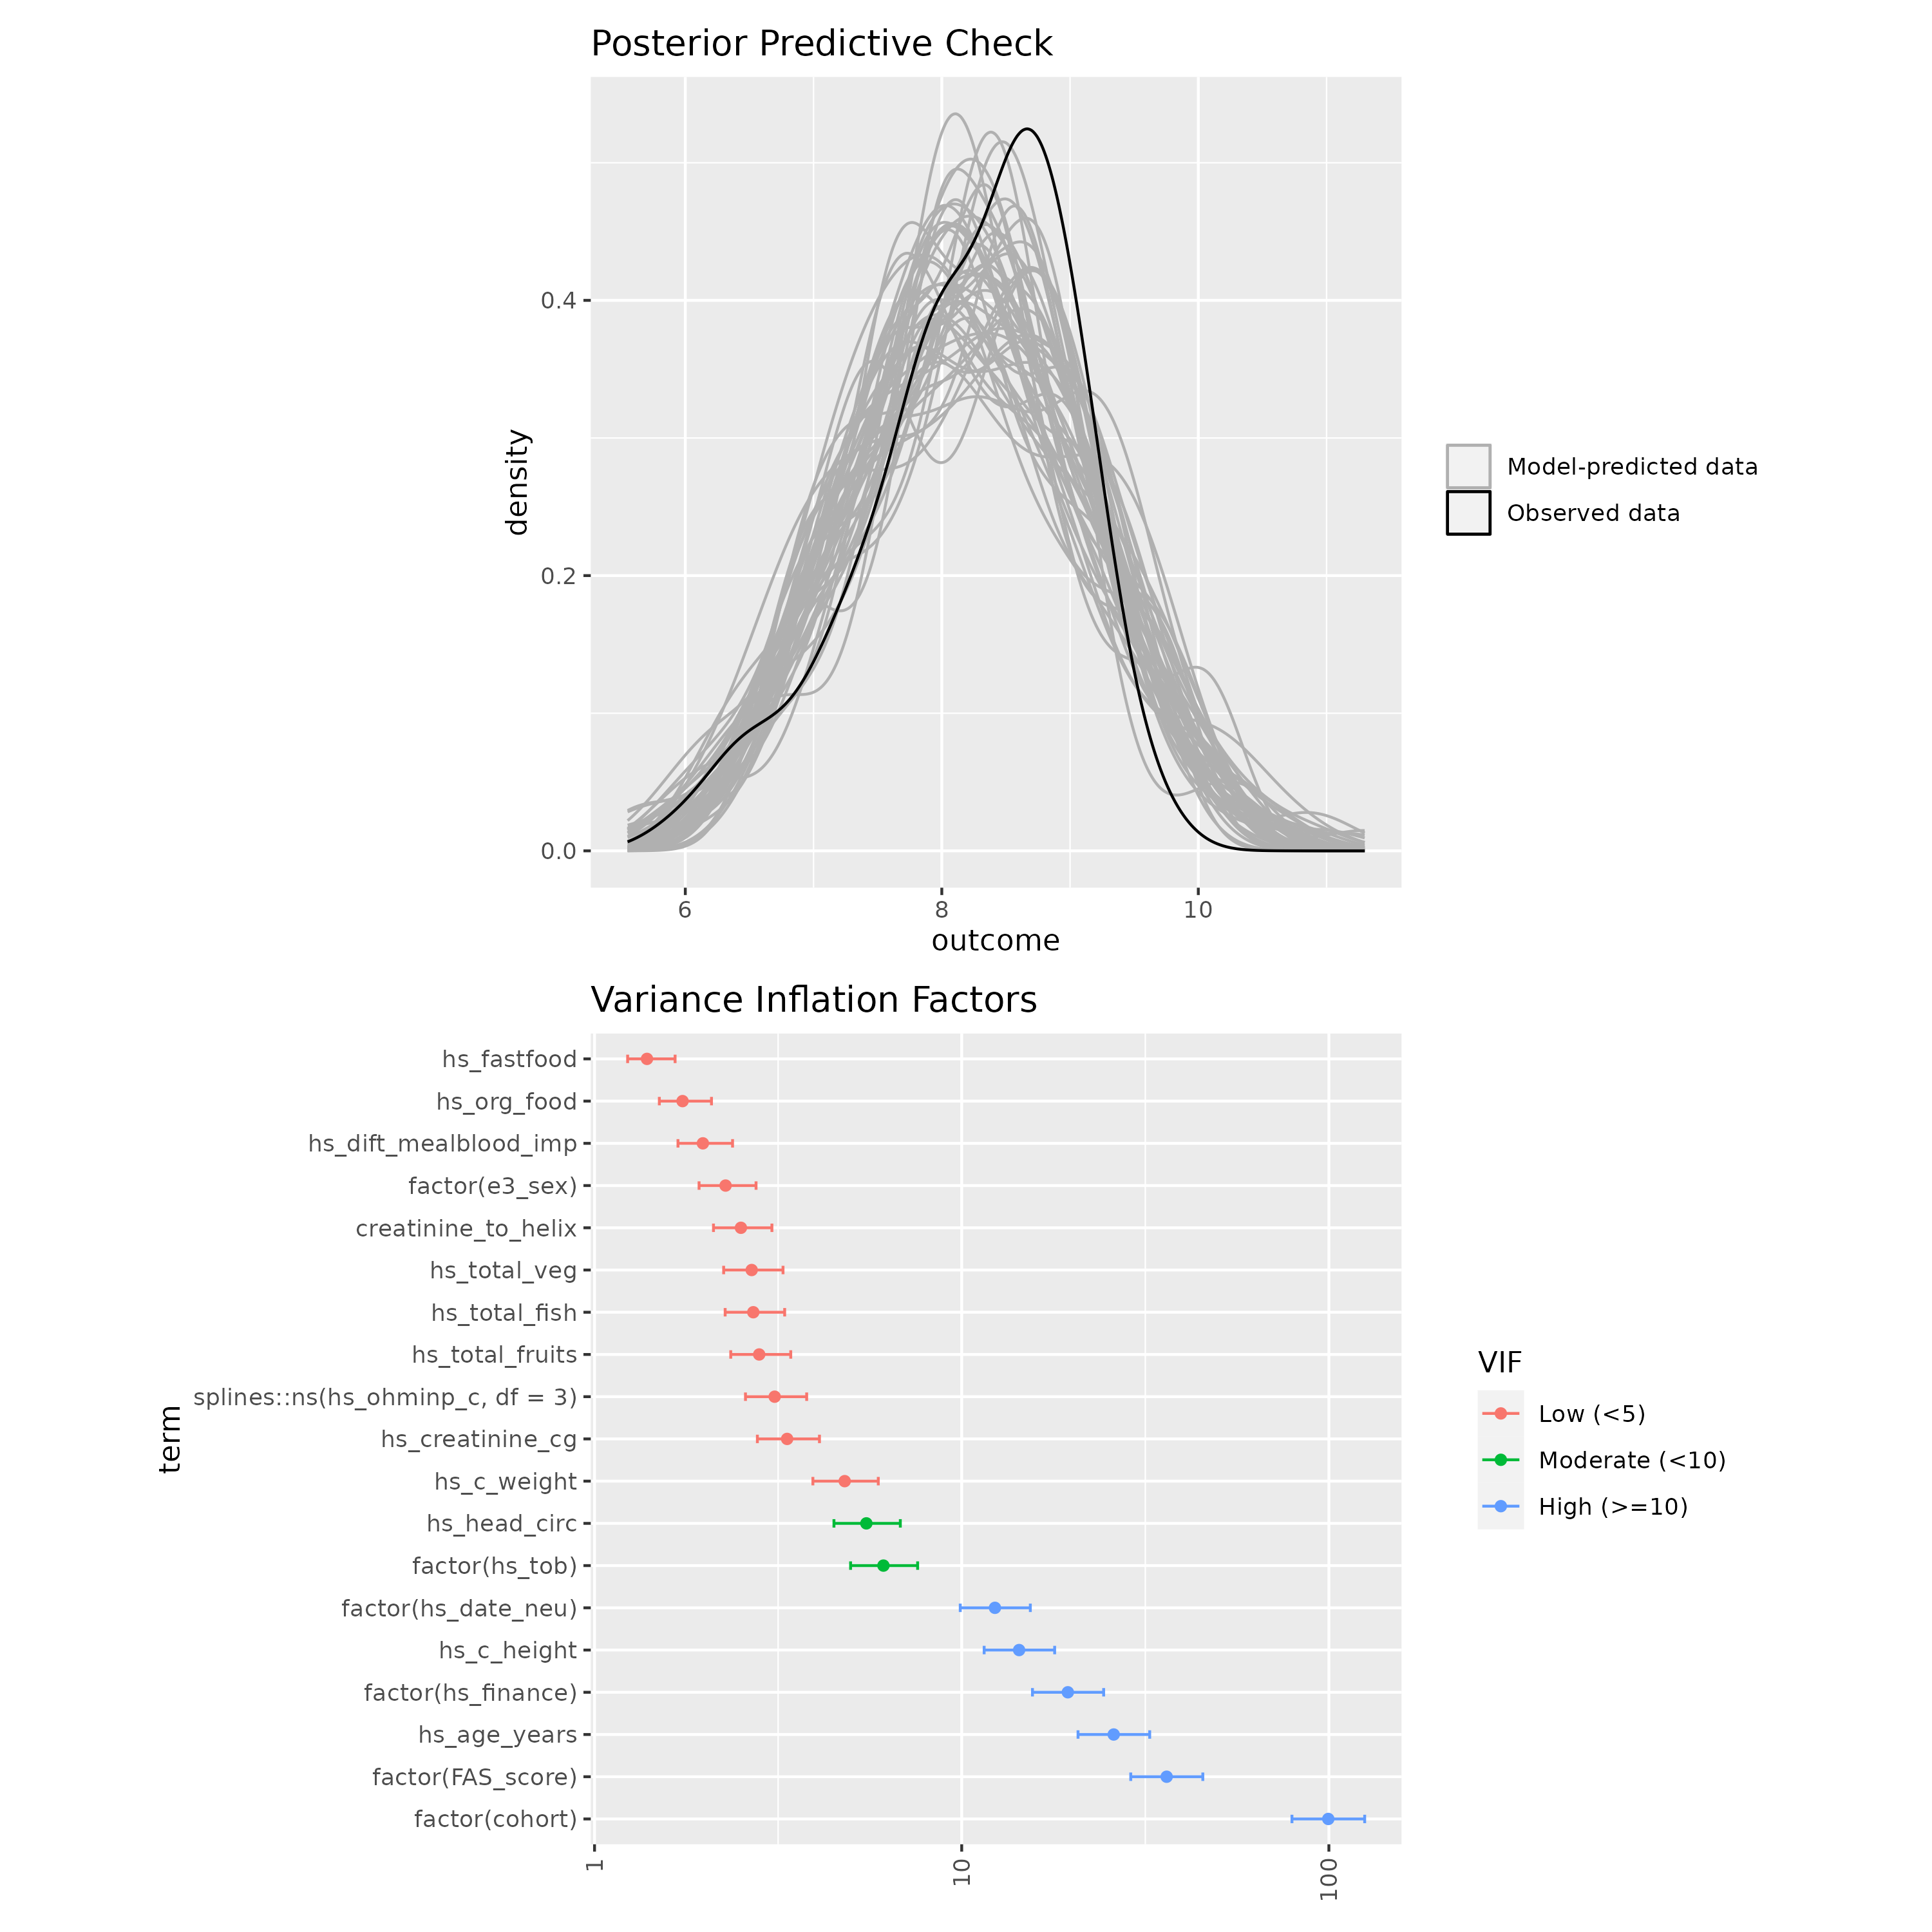 Posterior Predictive Check
density
0.4
0.2
0.0
6
8
10
outcome
Model-predicted data
Observed data
Variance Inflation Factors
term
hs_fastfood
hs_org_food
hs_dift_mealblood_imp
factor(e3_sex)
creatinine_to_helix
hs_total_veg
hs_total_fish
hs_total_fruits
splines::ns(hs_ohminp_c, df = 3)
hs_creatinine_cg
hs_c_weight
hs_head_circ
factor(hs_tob)
factor(hs_date_neu)
hs_c_height
factor(hs_finance)
hs_age_years
factor(FAS_score)
factor(cohort)
1
10
100
VIF
Low (<5)
Moderate (<10)
High (>=10)